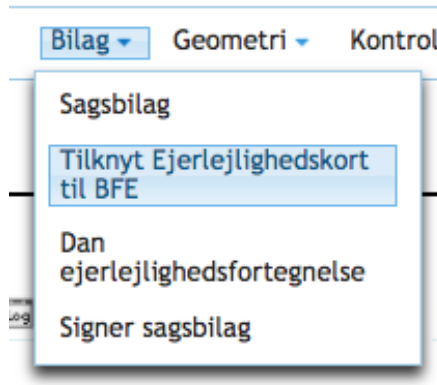 Bilag Geometri Kontrol
Sagsbilag
Tilknyt Ejerlejlighedskort
til BFE
Dan
ejerlejlighedsfortegnelse
Signer sagsbilag